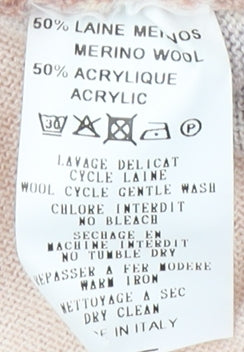 50% LAINE MERINOS
MERINO WOOL
50% ACRYLIQUE
ACRYLIC
30 P
LAVAGE DELICAT
CYCLE LAINE
WOOL CYCLE GENTLE WASH
CHLORE INTERDIT
NO BLEACH
SECHAGE EN
MACHINE INTERDIT
NO TUMBLE DRY
REPASSER A FER MODERE
WARM IRON
NETTOYAGE A SEC
DRY CLEAN
IN ITALY